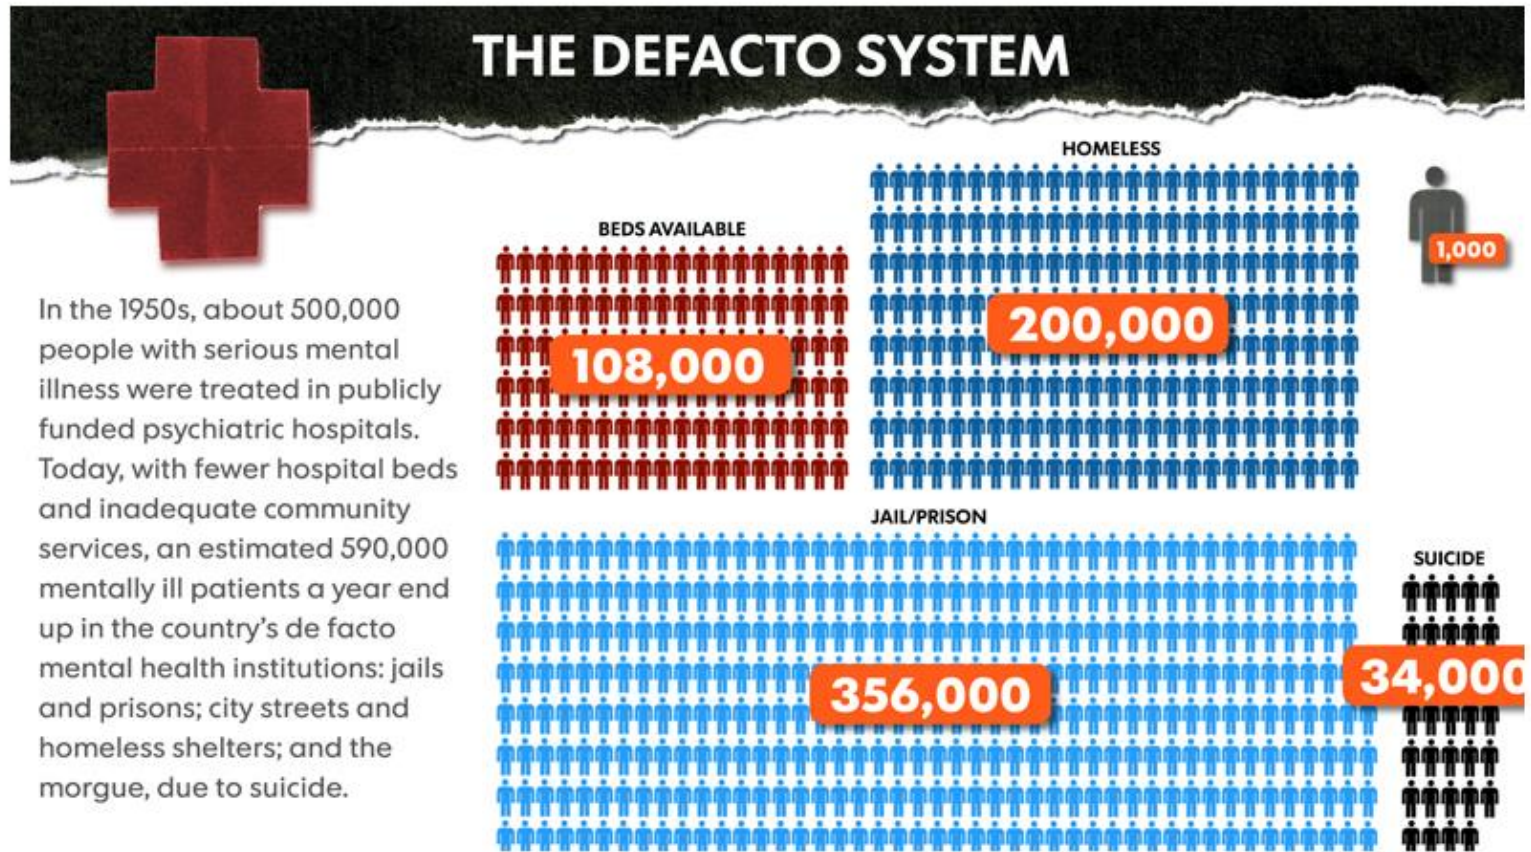 THE DEFACTO SYSTEM
In the 1950s, about 500,000
people with serious mental
illness were treated in publicly
funded psychiatric hospitals.
Today, with fewer hospital beds
and inadequate community
services, an estimated 590,000
mentally ill patients a year end
up in the country's de facto
mental health institutions: jails
and prisons; city streets and
homeless shelters; and the
morgue, due to suicide.
BEDS AVAILABLE
108,000
HOMELESS
200,000
1,000
JAIL/PRISON
356,000
SUICIDE
34,000